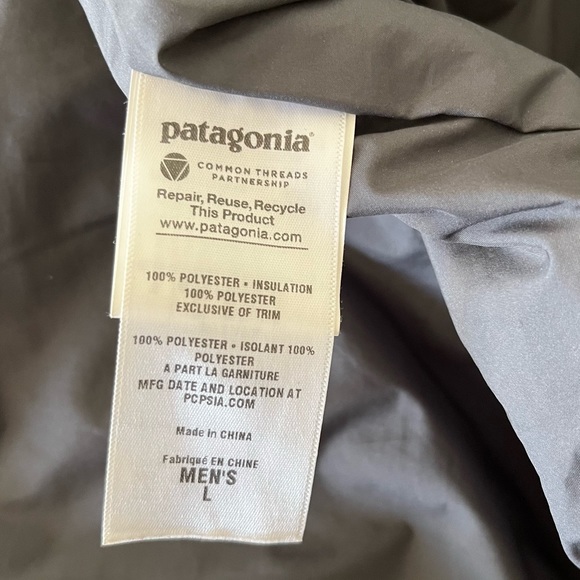 patagonia®
COMMON THREADS
PARTNERSHIP
Repair, Reuse, Recycle
This Product
www.patagonia.com
100% POLYESTER • INSULATION
100% POLYESTER
EXCLUSIVE OF TRIM
100% POLYESTER • ISOLANT 100%
POLYESTER
A PART LA GARNITURE
MFG DATE AND LOCATION AT
PCPSIA.COM
Made in CHINA
Fabriqué EN CHINE
MEN'S
L